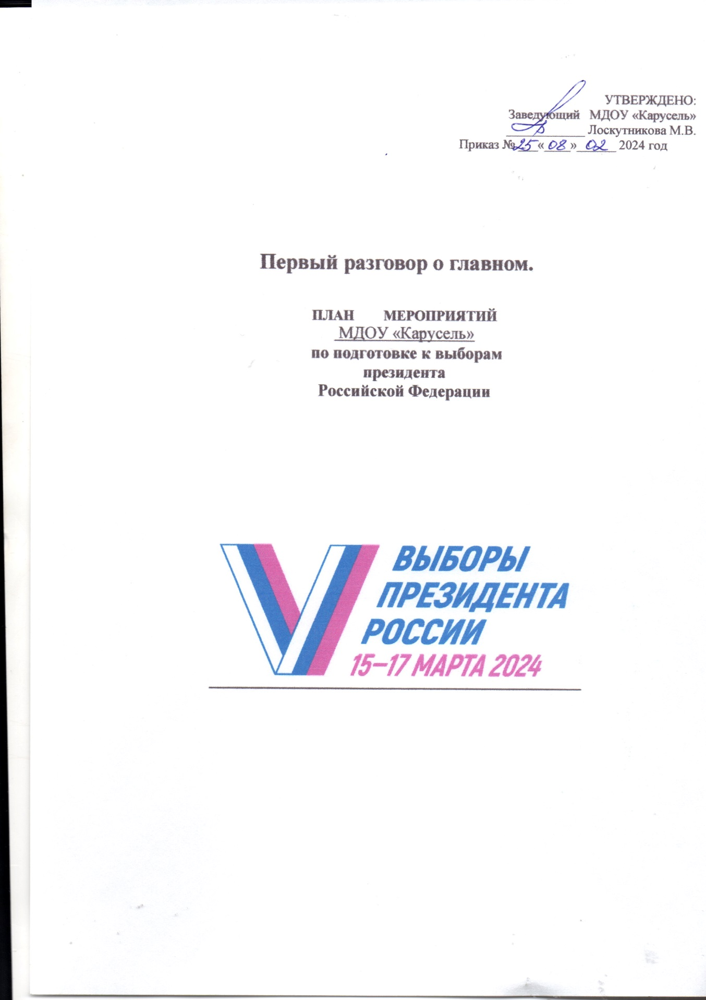 УТВЕРЖДЕНО:
Заведующий МДОУ «Карусель»
______________ Лоскутникова М.В.
Приказ №25 «08» 02 2024 год
Первый разговор о главном.
ПЛАН МЕРОПРИЯТИЙ
МДОУ «Карусель»
по подготовке к выборам
президента
Российской Федерации
ВЫБОРЫ
ПРЕЗИДЕНТА
РОССИИ
15–17 МАРТА 2024